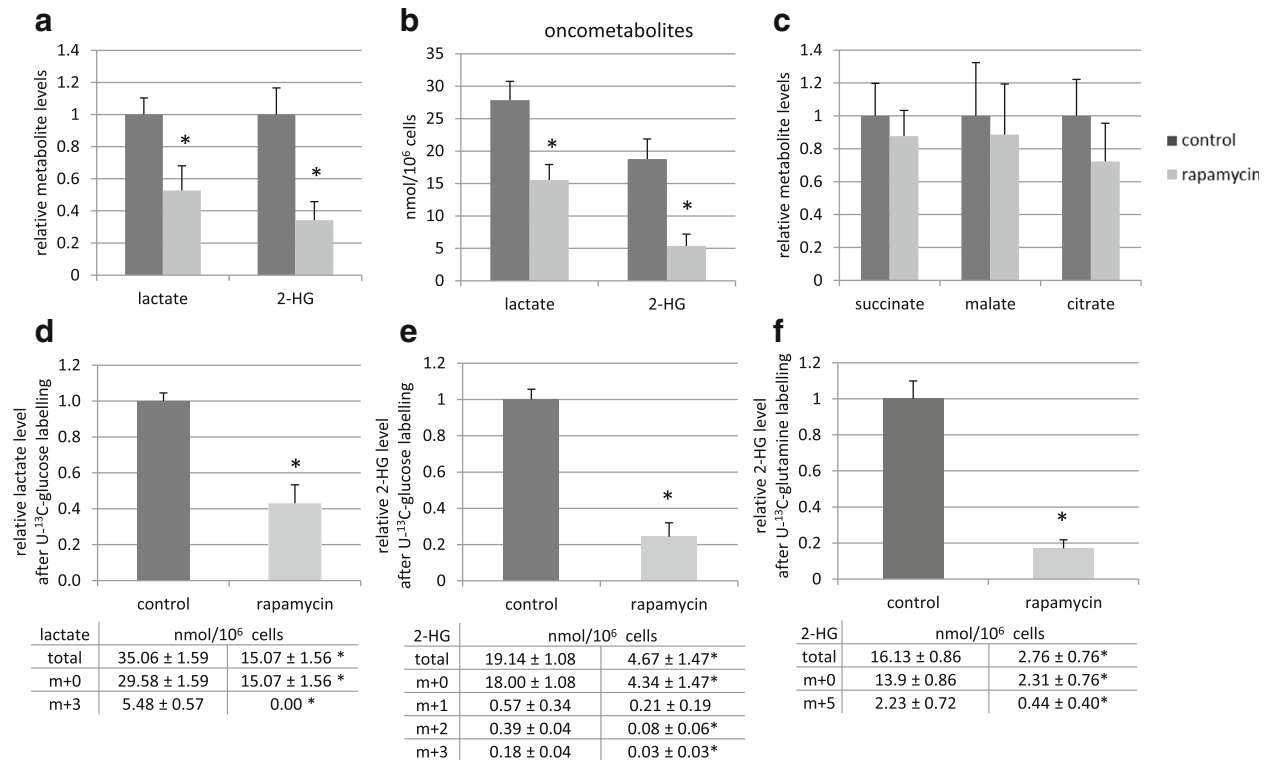 a
relative metabolite levels
1.4
1.2
1
0.8
0.6
0.4
0.2
0
*
*
lactate
2-HG
b
oncometabolites
nmol/10⁶ cells
35
30
25
20
15
10
5
0
*
*
lactate
2-HG
c
relative metabolite levels
1.4
1.2
1
0.8
0.6
0.4
0.2
0
succinate
malate
citrate
control
rapamycin
d
relative lactate level
after U-¹³C-glucose labelling
1.2
1.0
0.8
0.6
0.4
0.2
0.0
*
control
rapamycin
lactate nmol/10⁶ cells
total 35.06 ± 1.59 15.07 ± 1.56 *
m+0 29.58 ± 1.59 15.07 ± 1.56 *
m+3 5.48 ± 0.57 0.00 *
e
relative 2-HG level
after U-¹³C-glucose labelling
1.2
1
0.8
0.6
0.4
0.2
0
*
control
rapamycin
2-HG nmol/10⁶ cells
total 19.14 ± 1.08 4.67 ± 1.47*
m+0 18.00 ± 1.08 4.34 ± 1.47*
m+1 0.57 ± 0.34 0.21 ± 0.19
m+2 0.39 ± 0.04 0.08 ± 0.06*
m+3 0.18 ± 0.04 0.03 ± 0.03*
f
relative 2-HG level
after U-¹³C-glutamine labelling
1.2
1
0.8
0.6
0.4
0.2
0
*
control
rapamycin
2-HG nmol/10⁶ cells
total 16.13 ± 0.86 2.76 ± 0.76*
m+0 13.9 ± 0.86 2.31 ± 0.76*
m+5 2.23 ± 0.72 0.44 ± 0.40*